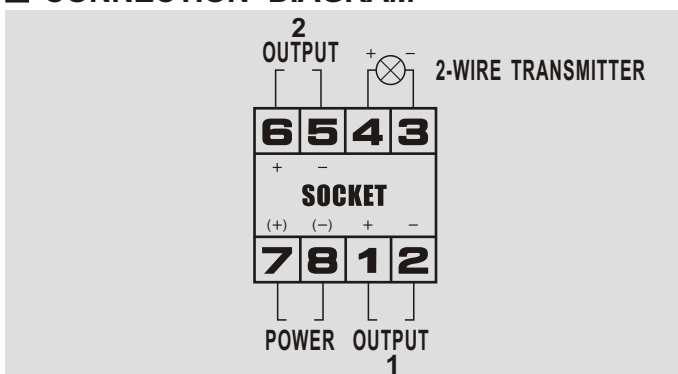 CONNECTION DIAGRAM
2
OUTPUT
+ −
2-WIRE TRANSMITTER
6 5 4 3
+ −
SOCKET
(+) (−) + −
7 8 1 2
POWER OUTPUT
1